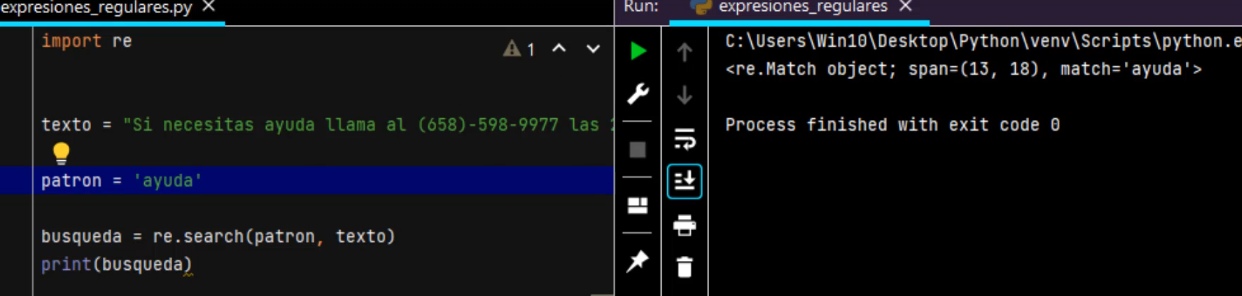 expresiones_regulares.py
Run: expresiones_regulares
import re
1
texto = "Si necesitas ayuda llama al (658)-598-9977 las
patron = 'ayuda'
busqueda = re.search(patron, texto)
print(busqueda)
C:\Users\Win10\Desktop\Python\venv\Scripts\python.e
<re.Match object; span=(13, 18), match='ayuda'>
Process finished with exit code 0